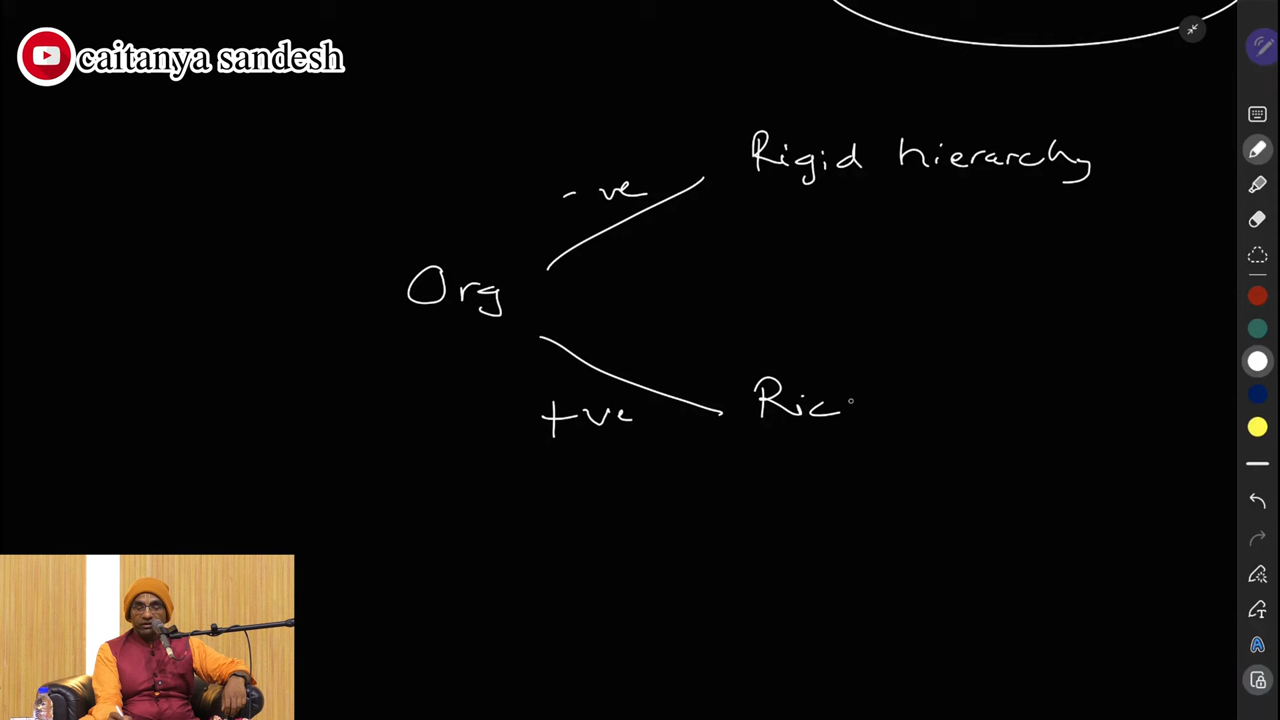 caitanya sandesh
Rigid hierarchy
- ve
Org
+ve
Ric